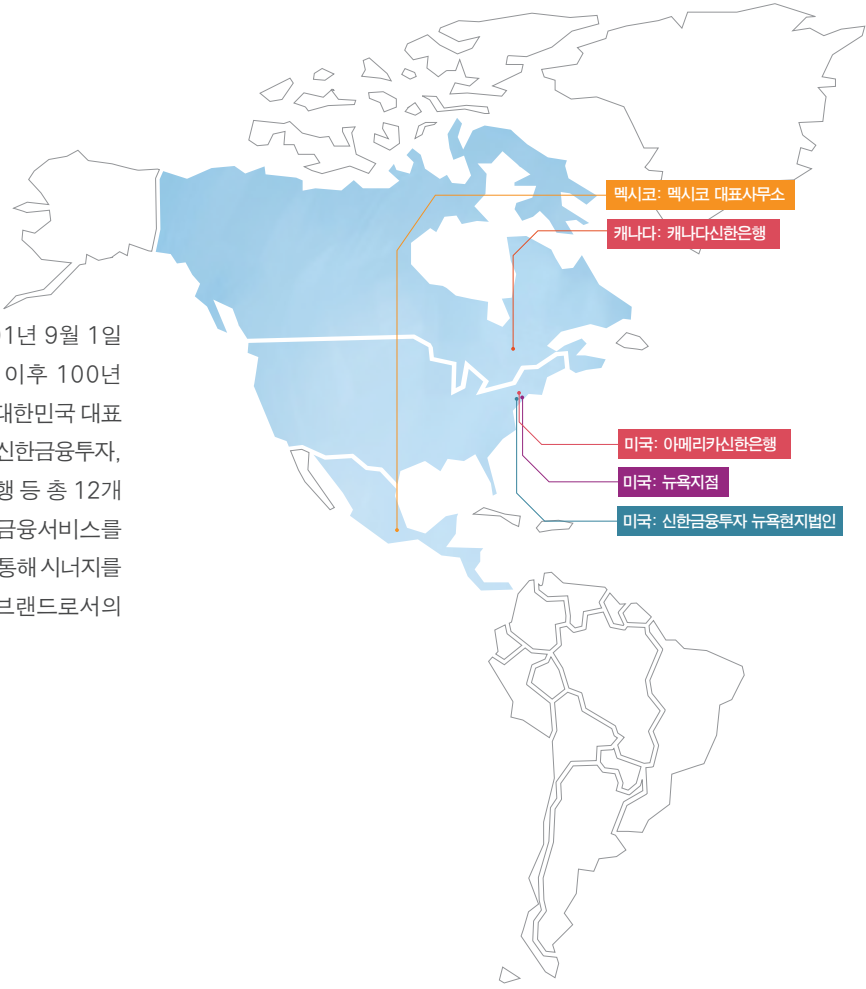 멕시코: 멕시코 대표사무소
캐나다: 캐나다신한은행
1년 9월 1일
이후 100년
대한민국 대표
신한금융투자,
행 등 총 12개
금융서비스를
통해 시너지를
브랜드로서의
미국: 아메리카신한은행
미국: 뉴욕지점
미국: 신한금융투자 뉴욕현지법인